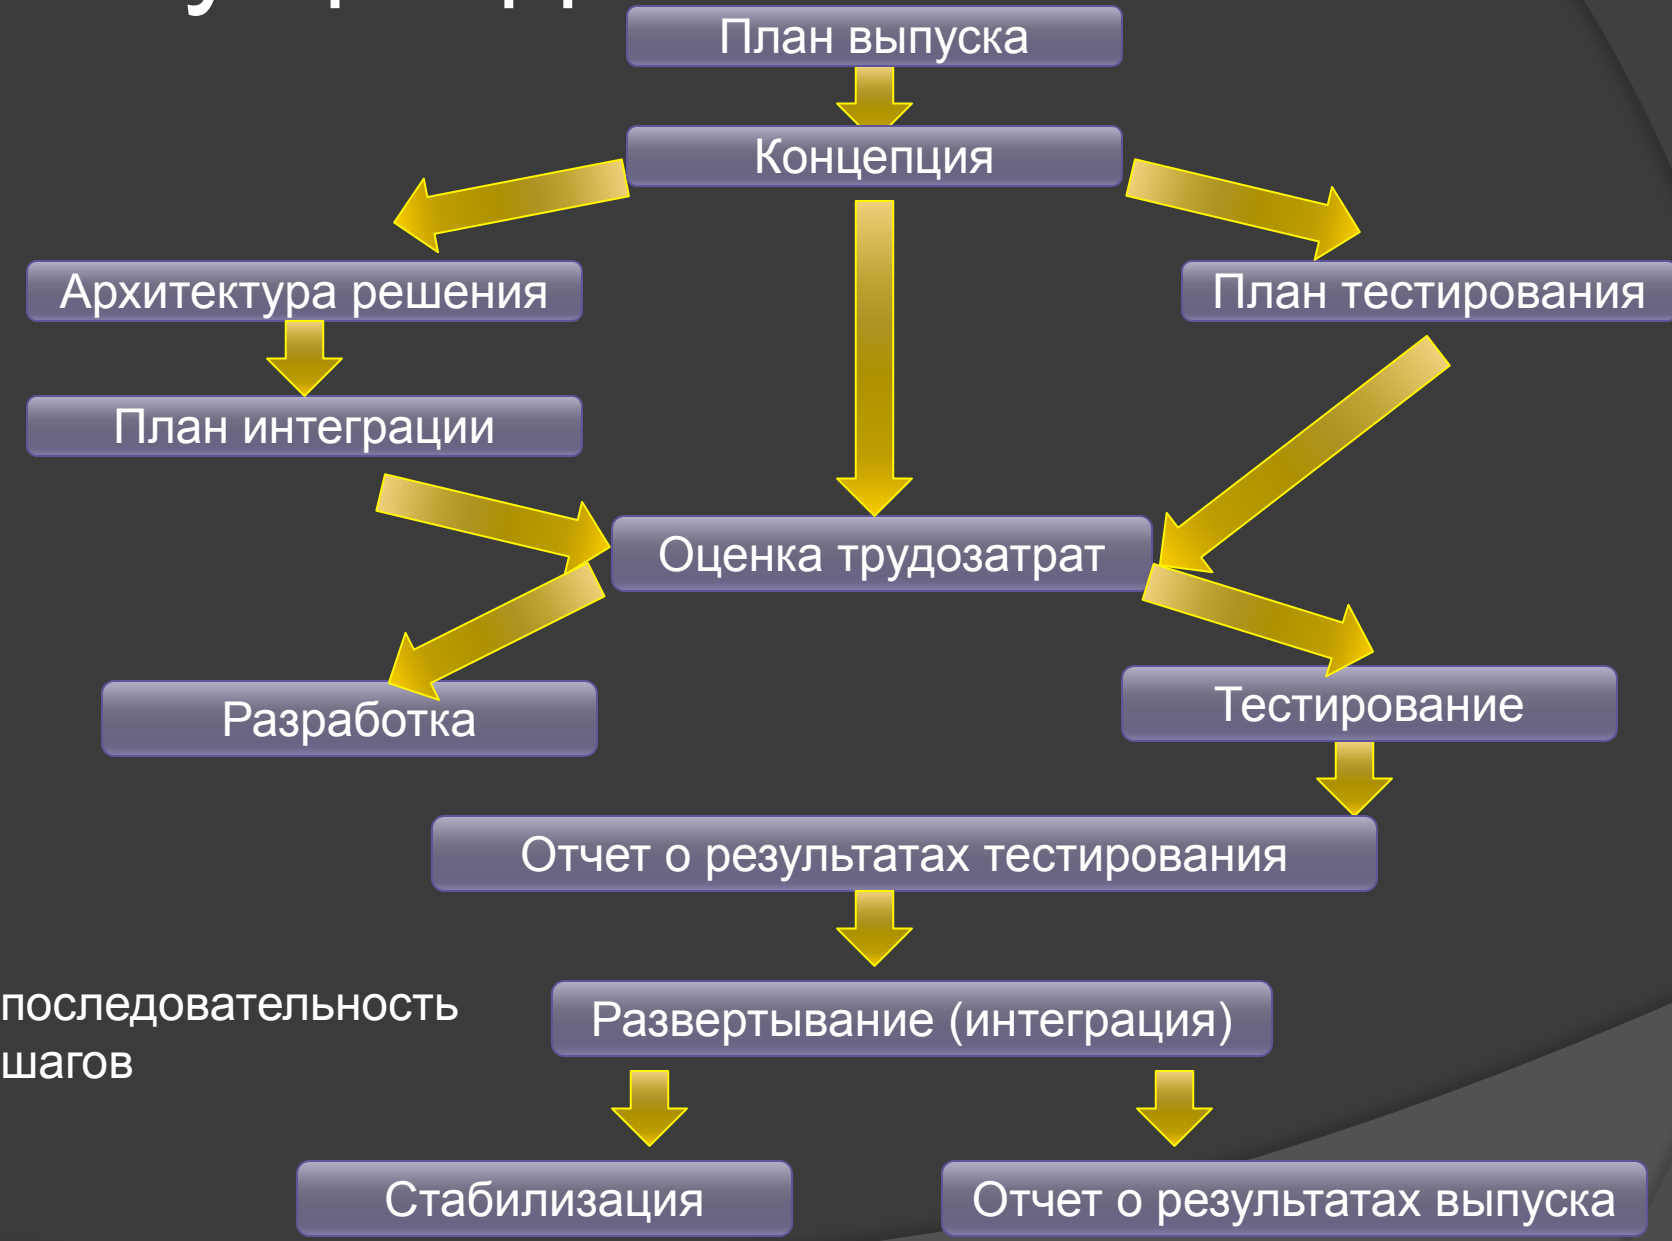 План выпуска
Концепция
Архитектура решения
План тестирования
План интеграции
Оценка трудозатрат
Разработка
Тестирование
Отчет о результатах тестирования
последовательность
шагов
Развертывание (интеграция)
Стабилизация
Отчет о результатах выпуска